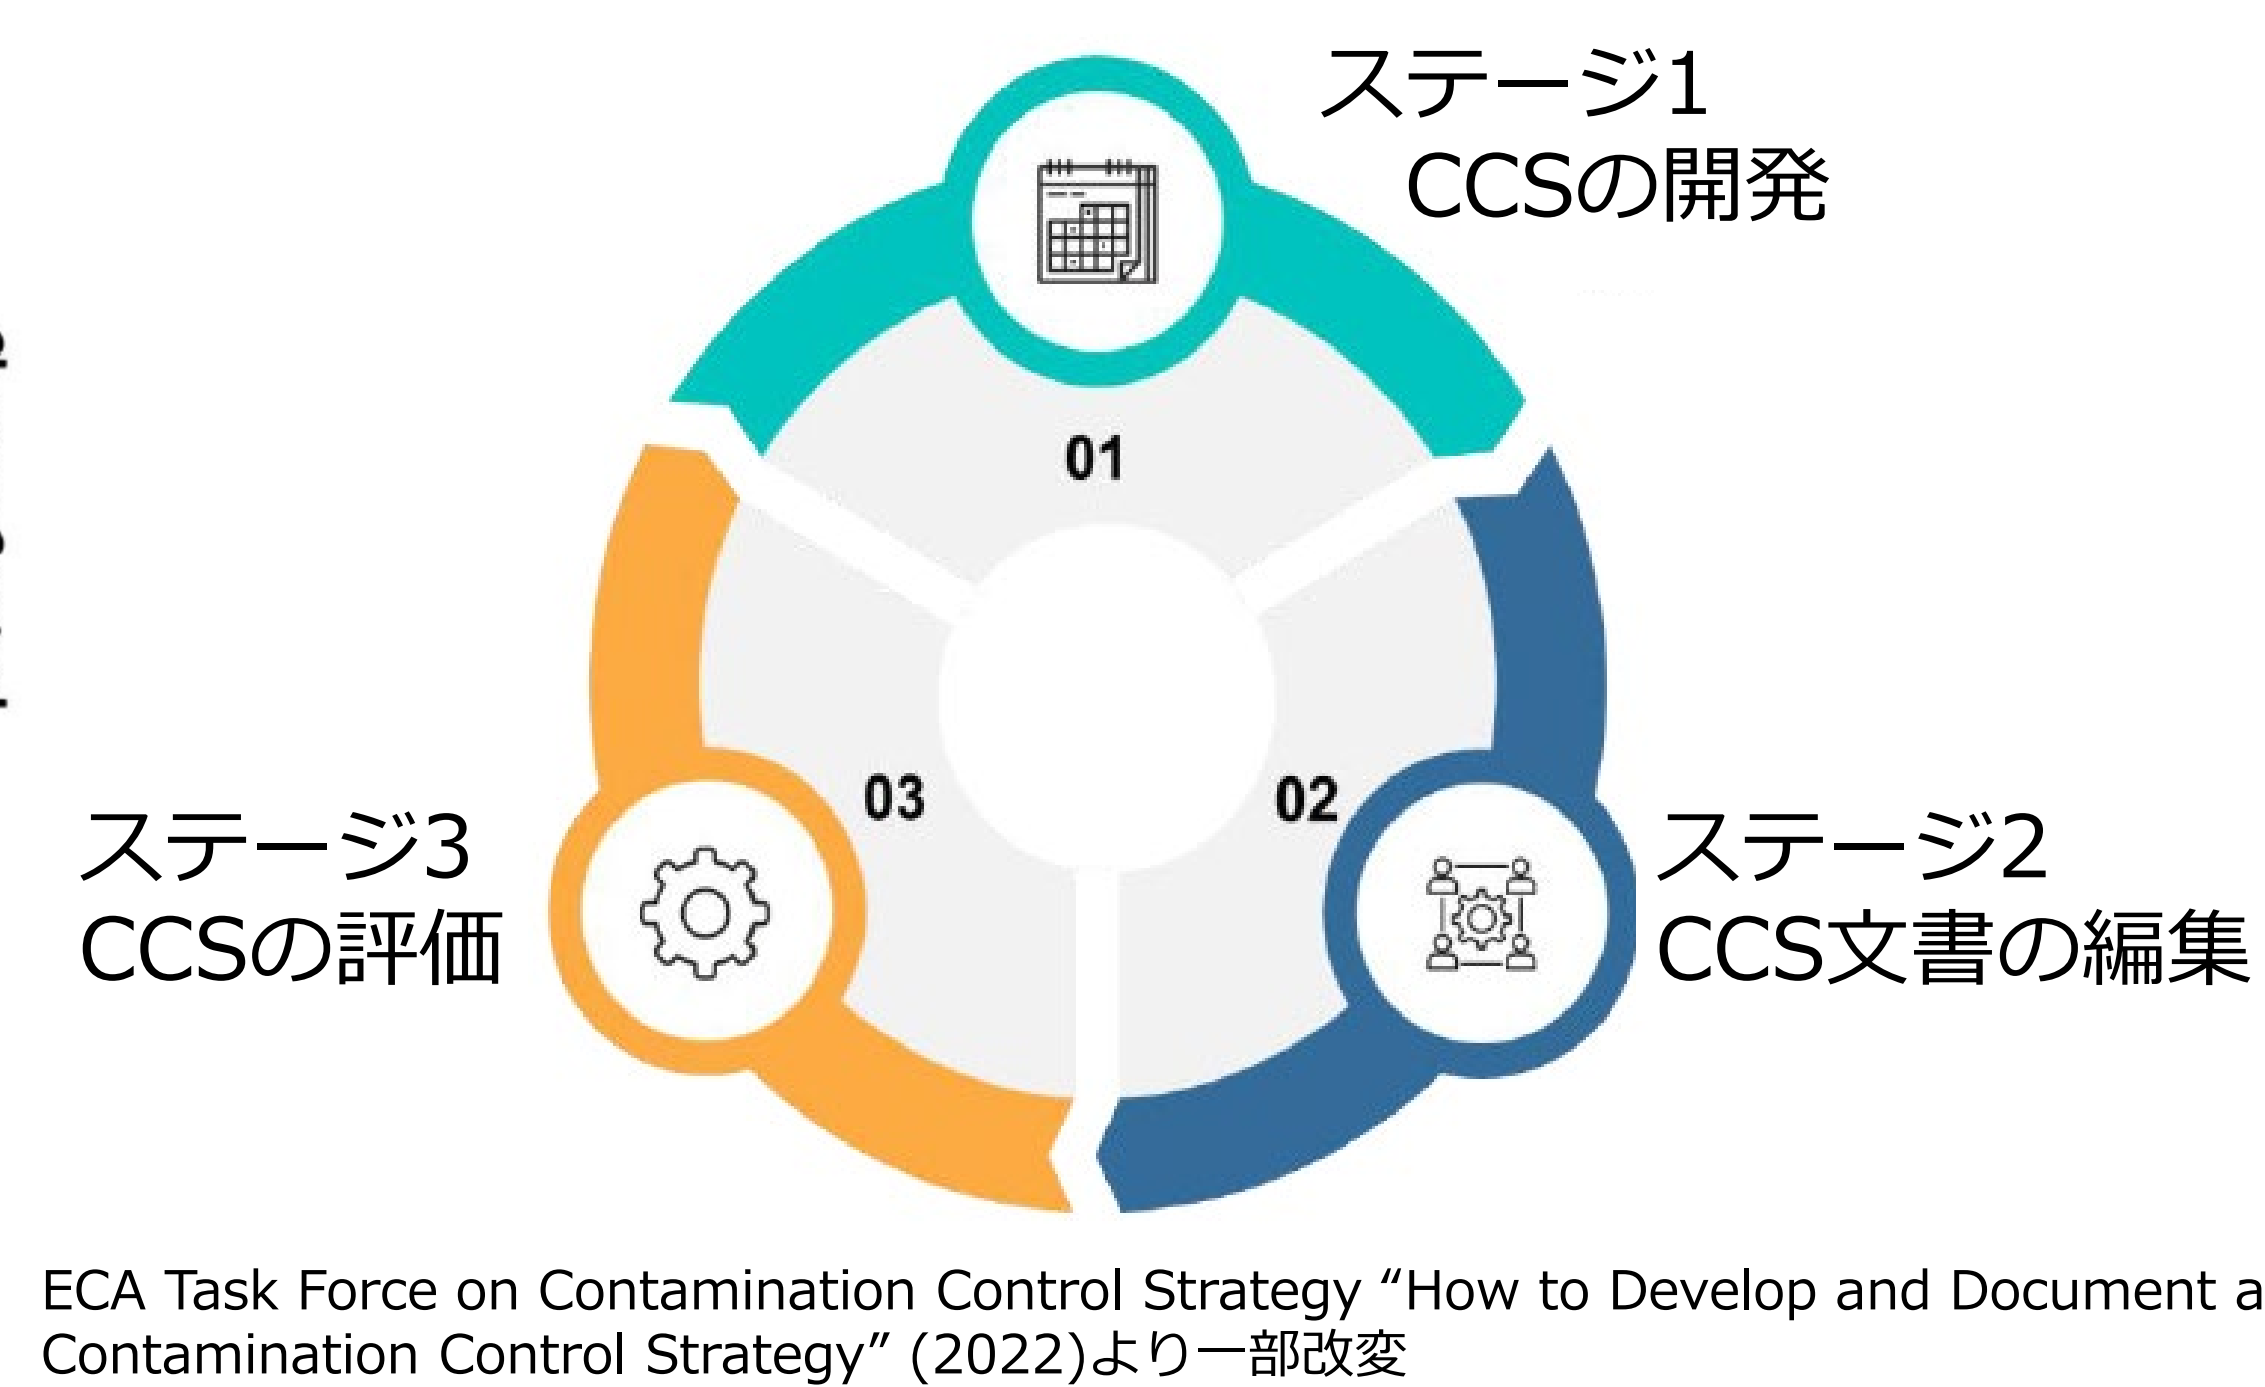 ステージ1
CCSの開発
01
03
02
ステージ3
CCSの評価
ステージ2
CCS文書の編集
ECA Task Force on Contamination Control Strategy “How to Develop and Document a
Contamination Control Strategy” (2022)より一部改変